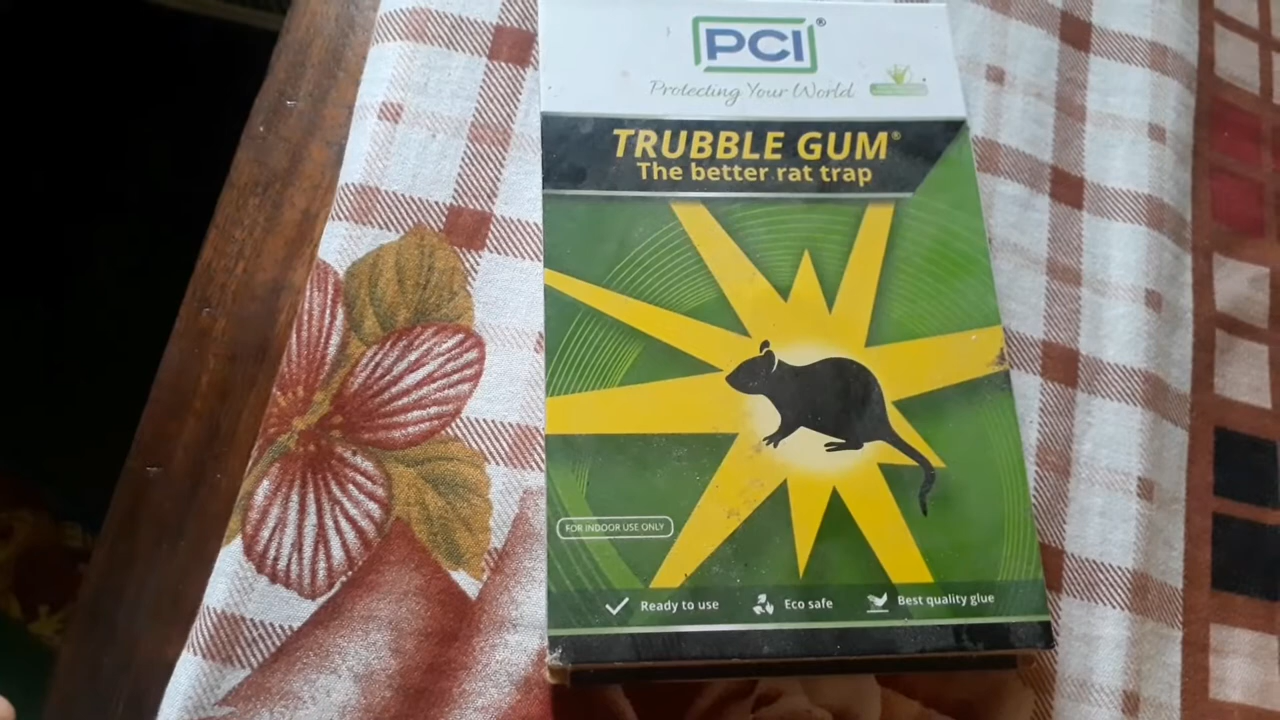 PCI®
Protecting Your World
TRUBBLE GUM®
The better rat trap
FOR INDOOR USE ONLY
Ready to use
Eco safe
Best quality glue